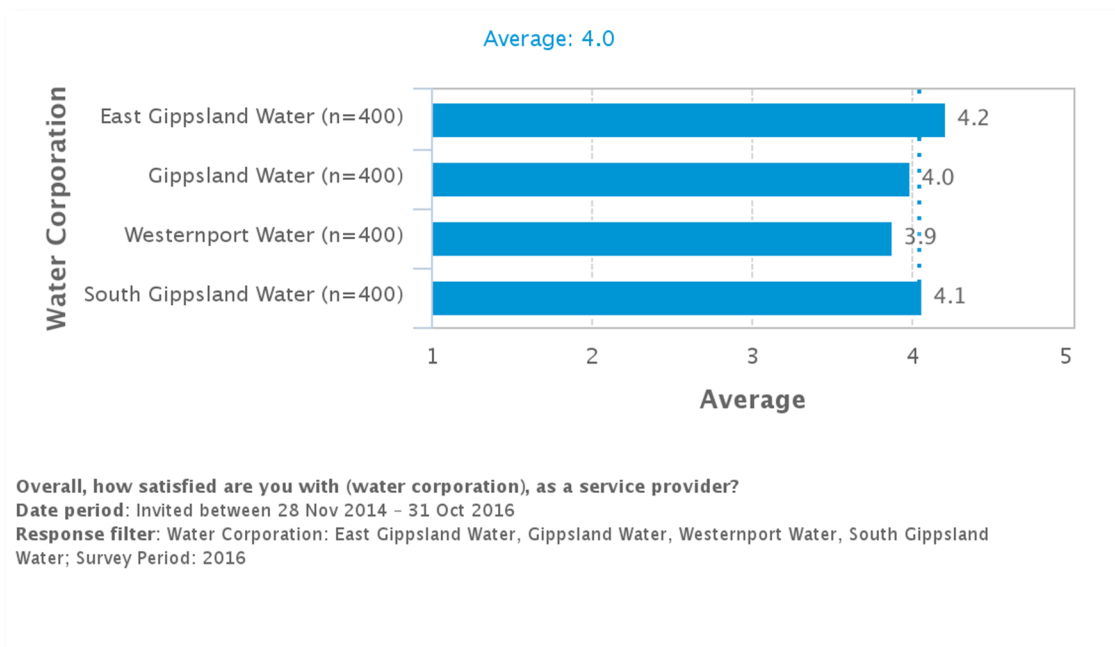 Average: 4.0
Water Corporation
East Gippsland Water (n=400)
4.2
Gippsland Water (n=400)
4.0
Westernport Water (n=400)
3.9
South Gippsland Water (n=400)
4.1
1 2 3 4 5
Average
Overall, how satisfied are you with (water corporation), as a service provider?
Date period: Invited between 28 Nov 2014 – 31 Oct 2016
Response filter: Water Corporation: East Gippsland Water, Gippsland Water, Westernport Water, South Gippsland
Water; Survey Period: 2016